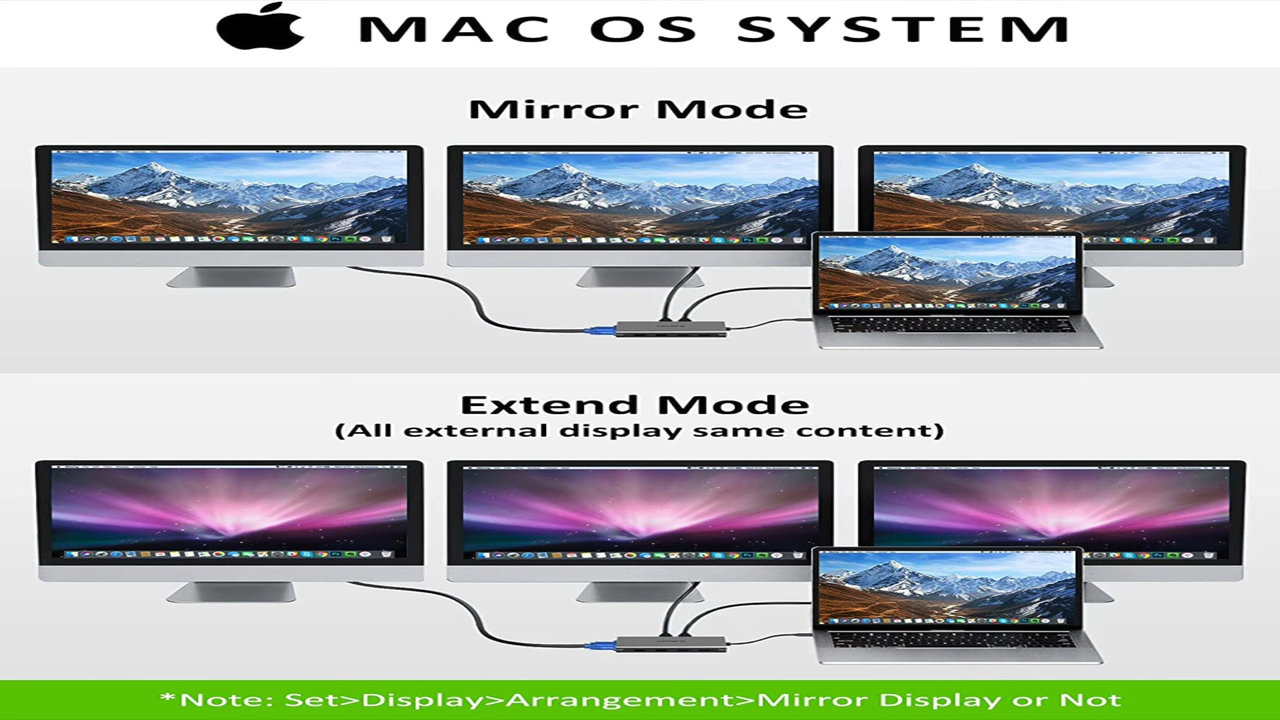 MAC OS SYSTEM
Mirror Mode
Extend Mode
(All external display same content)
*Note: Set>Display>Arrangement>Mirror Display or Not